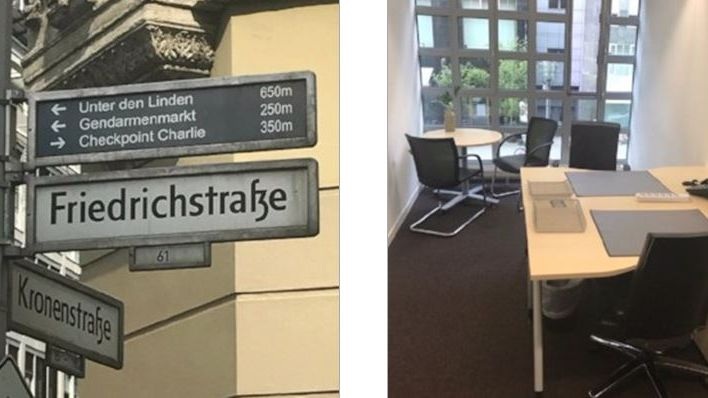 ← Unter den Linden 650m
← Gendarmenmarkt 250m
→ Checkpoint Charlie 350m
Friedrichstraße
61
Kronenstraße